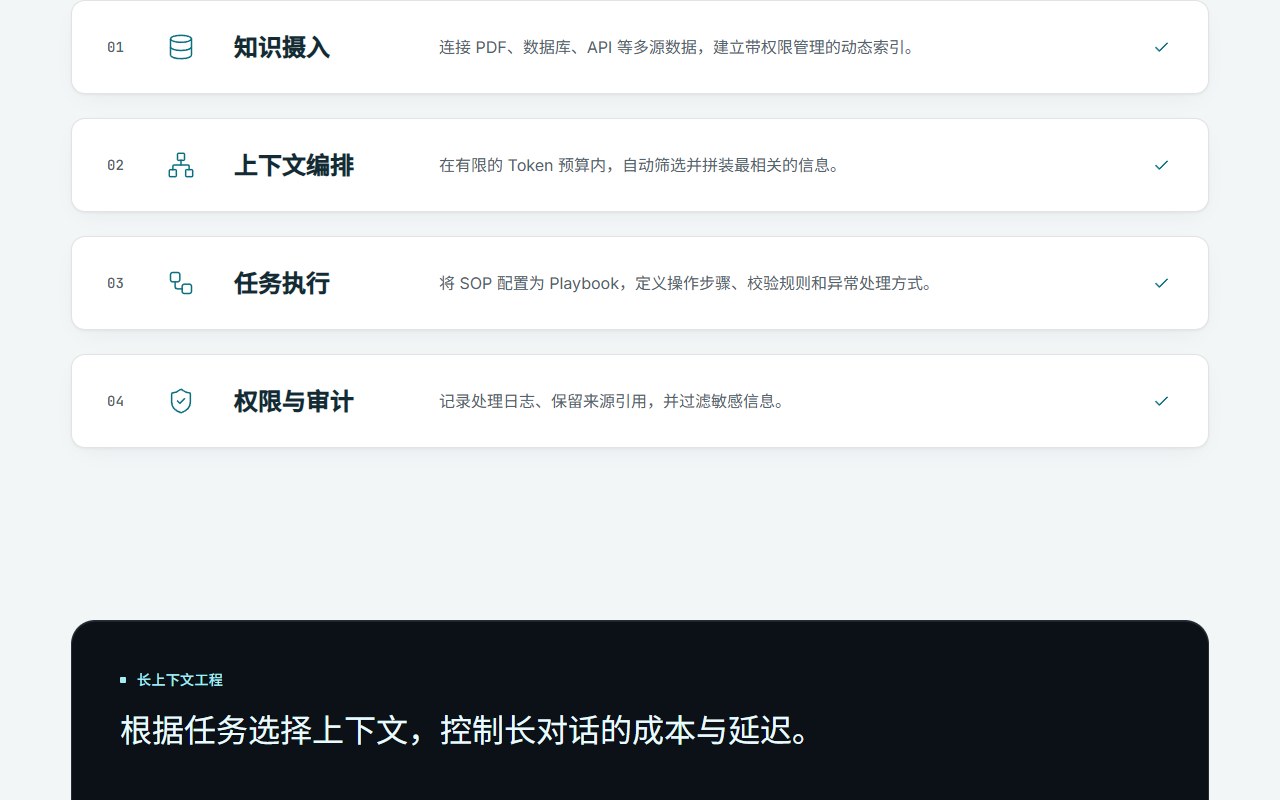 01 知识摄入 连接 PDF、数据库、API 等多源数据，建立带权限管理的动态索引。
02 上下文编排 在有限的 Token 预算内，自动筛选并拼装最相关的信息。
03 任务执行 将 SOP 配置为 Playbook，定义操作步骤、校验规则和异常处理方式。
04 权限与审计 记录处理日志、保留来源引用，并过滤敏感信息。
长上下文工程
根据任务选择上下文，控制长对话的成本与延迟。